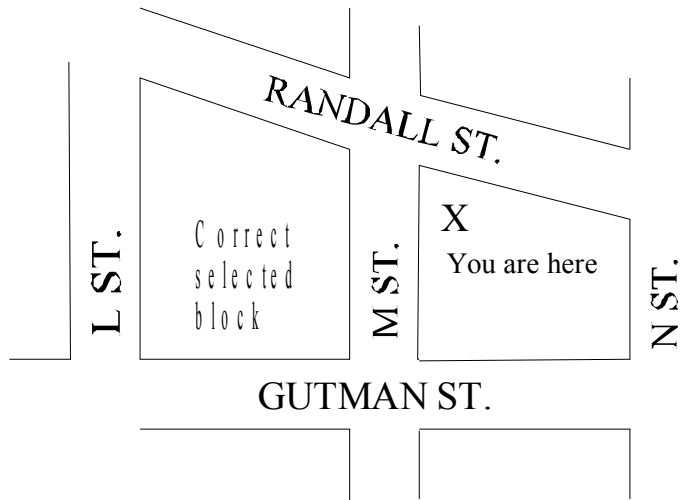 RANDALL ST.
L ST.
Correct
selected
block
M ST.
X
You are here
N ST.
GUTMAN ST.